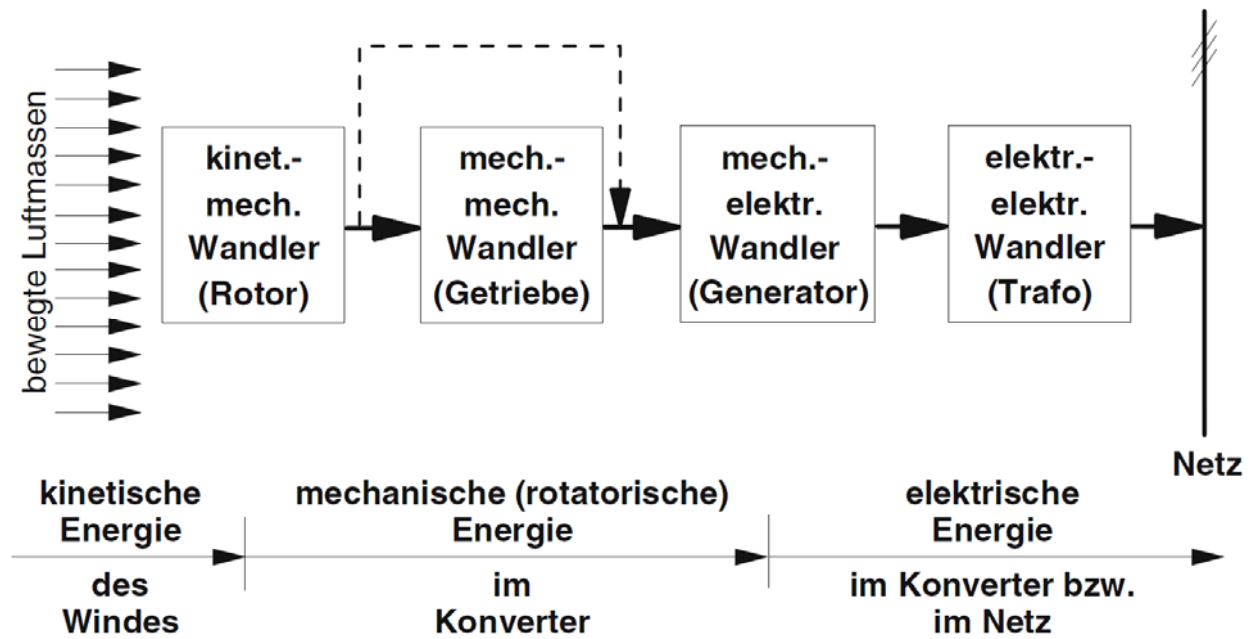 bewegte Luftmassen
kinet.-
mech.
Wandler
(Rotor)
mech.-
mech.
Wandler
(Getriebe)
mech.-
elektr.
Wandler
(Generator)
elektr.-
elektr.
Wandler
(Trafo)
Netz
kinetische
Energie
des
Windes
mechanische (rotatorische)
Energie
im
Konverter
elektrische
Energie
im Konverter bzw.
im Netz